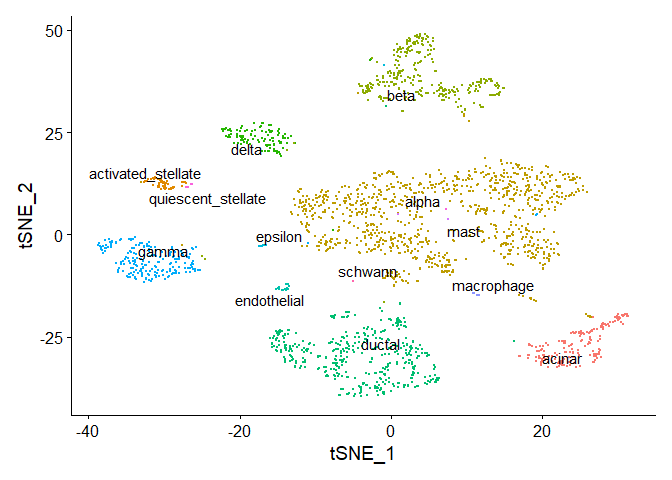 50
beta
25
delta
activated_stellate
quiescent_stellate
alpha
tSNE_2
mast
epsilon
0
gamma
schwann
macrophage
endothelial
-25
ductal
acinar
-40
-20
0
20
tSNE_1